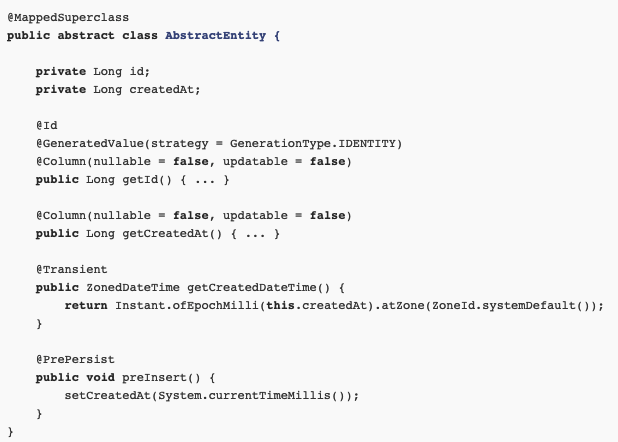 @MappedSuperclass
public abstract class AbstractEntity {
private Long id;
private Long createdAt;
@Id
@GeneratedValue(strategy = GenerationType.IDENTITY)
@Column(nullable = false, updatable = false)
public Long getId() { ... }
@Column(nullable = false, updatable = false)
public Long getCreatedAt() { ... }
@Transient
public ZonedDateTime getCreatedDateTime() {
return Instant.ofEpochMilli(this.createdAt).atZone(ZoneId.systemDefault());
}
@PrePersist
public void preInsert() {
setCreatedAt(System.currentTimeMillis());
}
}